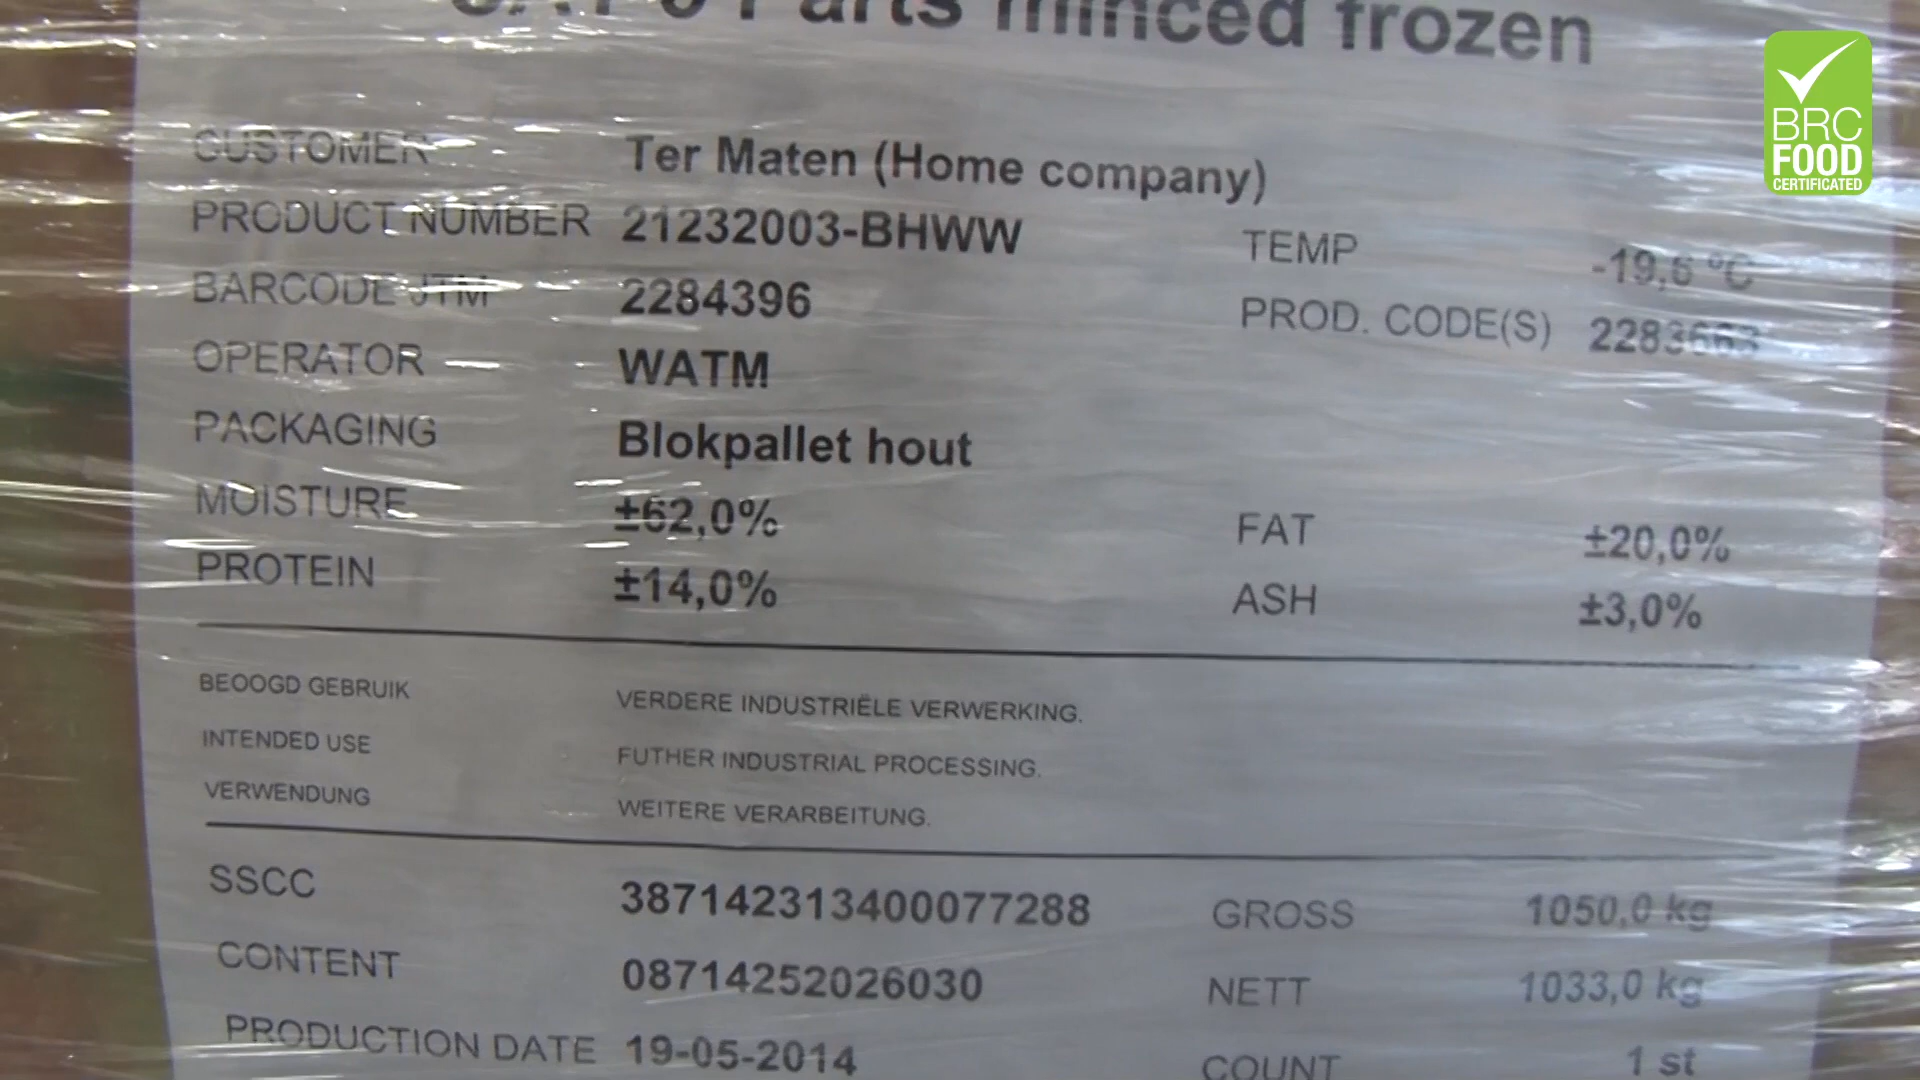 Parts minced frozen
BRC
FOOD
CERTIFICATED
CUSTOMER Ter Maten (Home company)
PRODUCT NUMBER 21232003-BHWW TEMP -19,6 °C
BARCODE JTM 2284396 PROD. CODE(S) 2283663
OPERATOR WATM
PACKAGING Blokpallet hout
MOISTURE ±62,0% FAT ±20,0%
PROTEIN ±14,0% ASH ±3,0%
BEOOGD GEBRUIK VERDERE INDUSTRIËLE VERWERKING.
INTENDED USE FUTHER INDUSTRIAL PROCESSING.
VERWENDUNG WEITERE VERARBEITUNG.
SSCC 387142313400077288 GROSS 1050,0 kg
CONTENT 08714252026030 NETT 1033,0 kg
PRODUCTION DATE 19-05-2014 COUNT 1 st